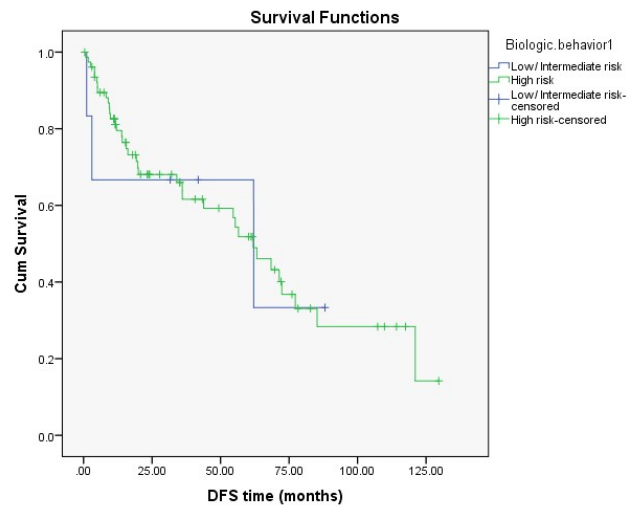 Survival Functions
Biologic.behavior1
Low/ Intermediate risk
High risk
Low/ Intermediate risk-
censored
High risk-censored
Cum Survival
1.0
0.8
0.6
0.4
0.2
0.0
.00 25.00 50.00 75.00 100.00 125.00
DFS time (months)